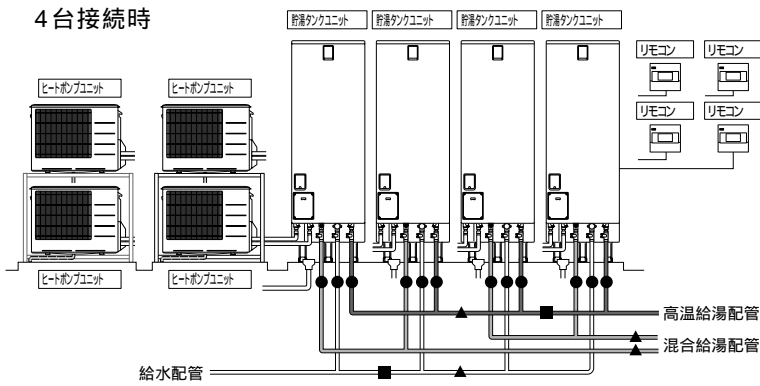 4台接続時
貯湯タンクユニット
貯湯タンクユニット
貯湯タンクユニット
貯湯タンクユニット
リモコン
リモコン
ヒートポンプユニット
ヒートポンプユニット
リモコン
リモコン
ヒートポンプユニット
ヒートポンプユニット
高温給湯配管
混合給湯配管
給水配管